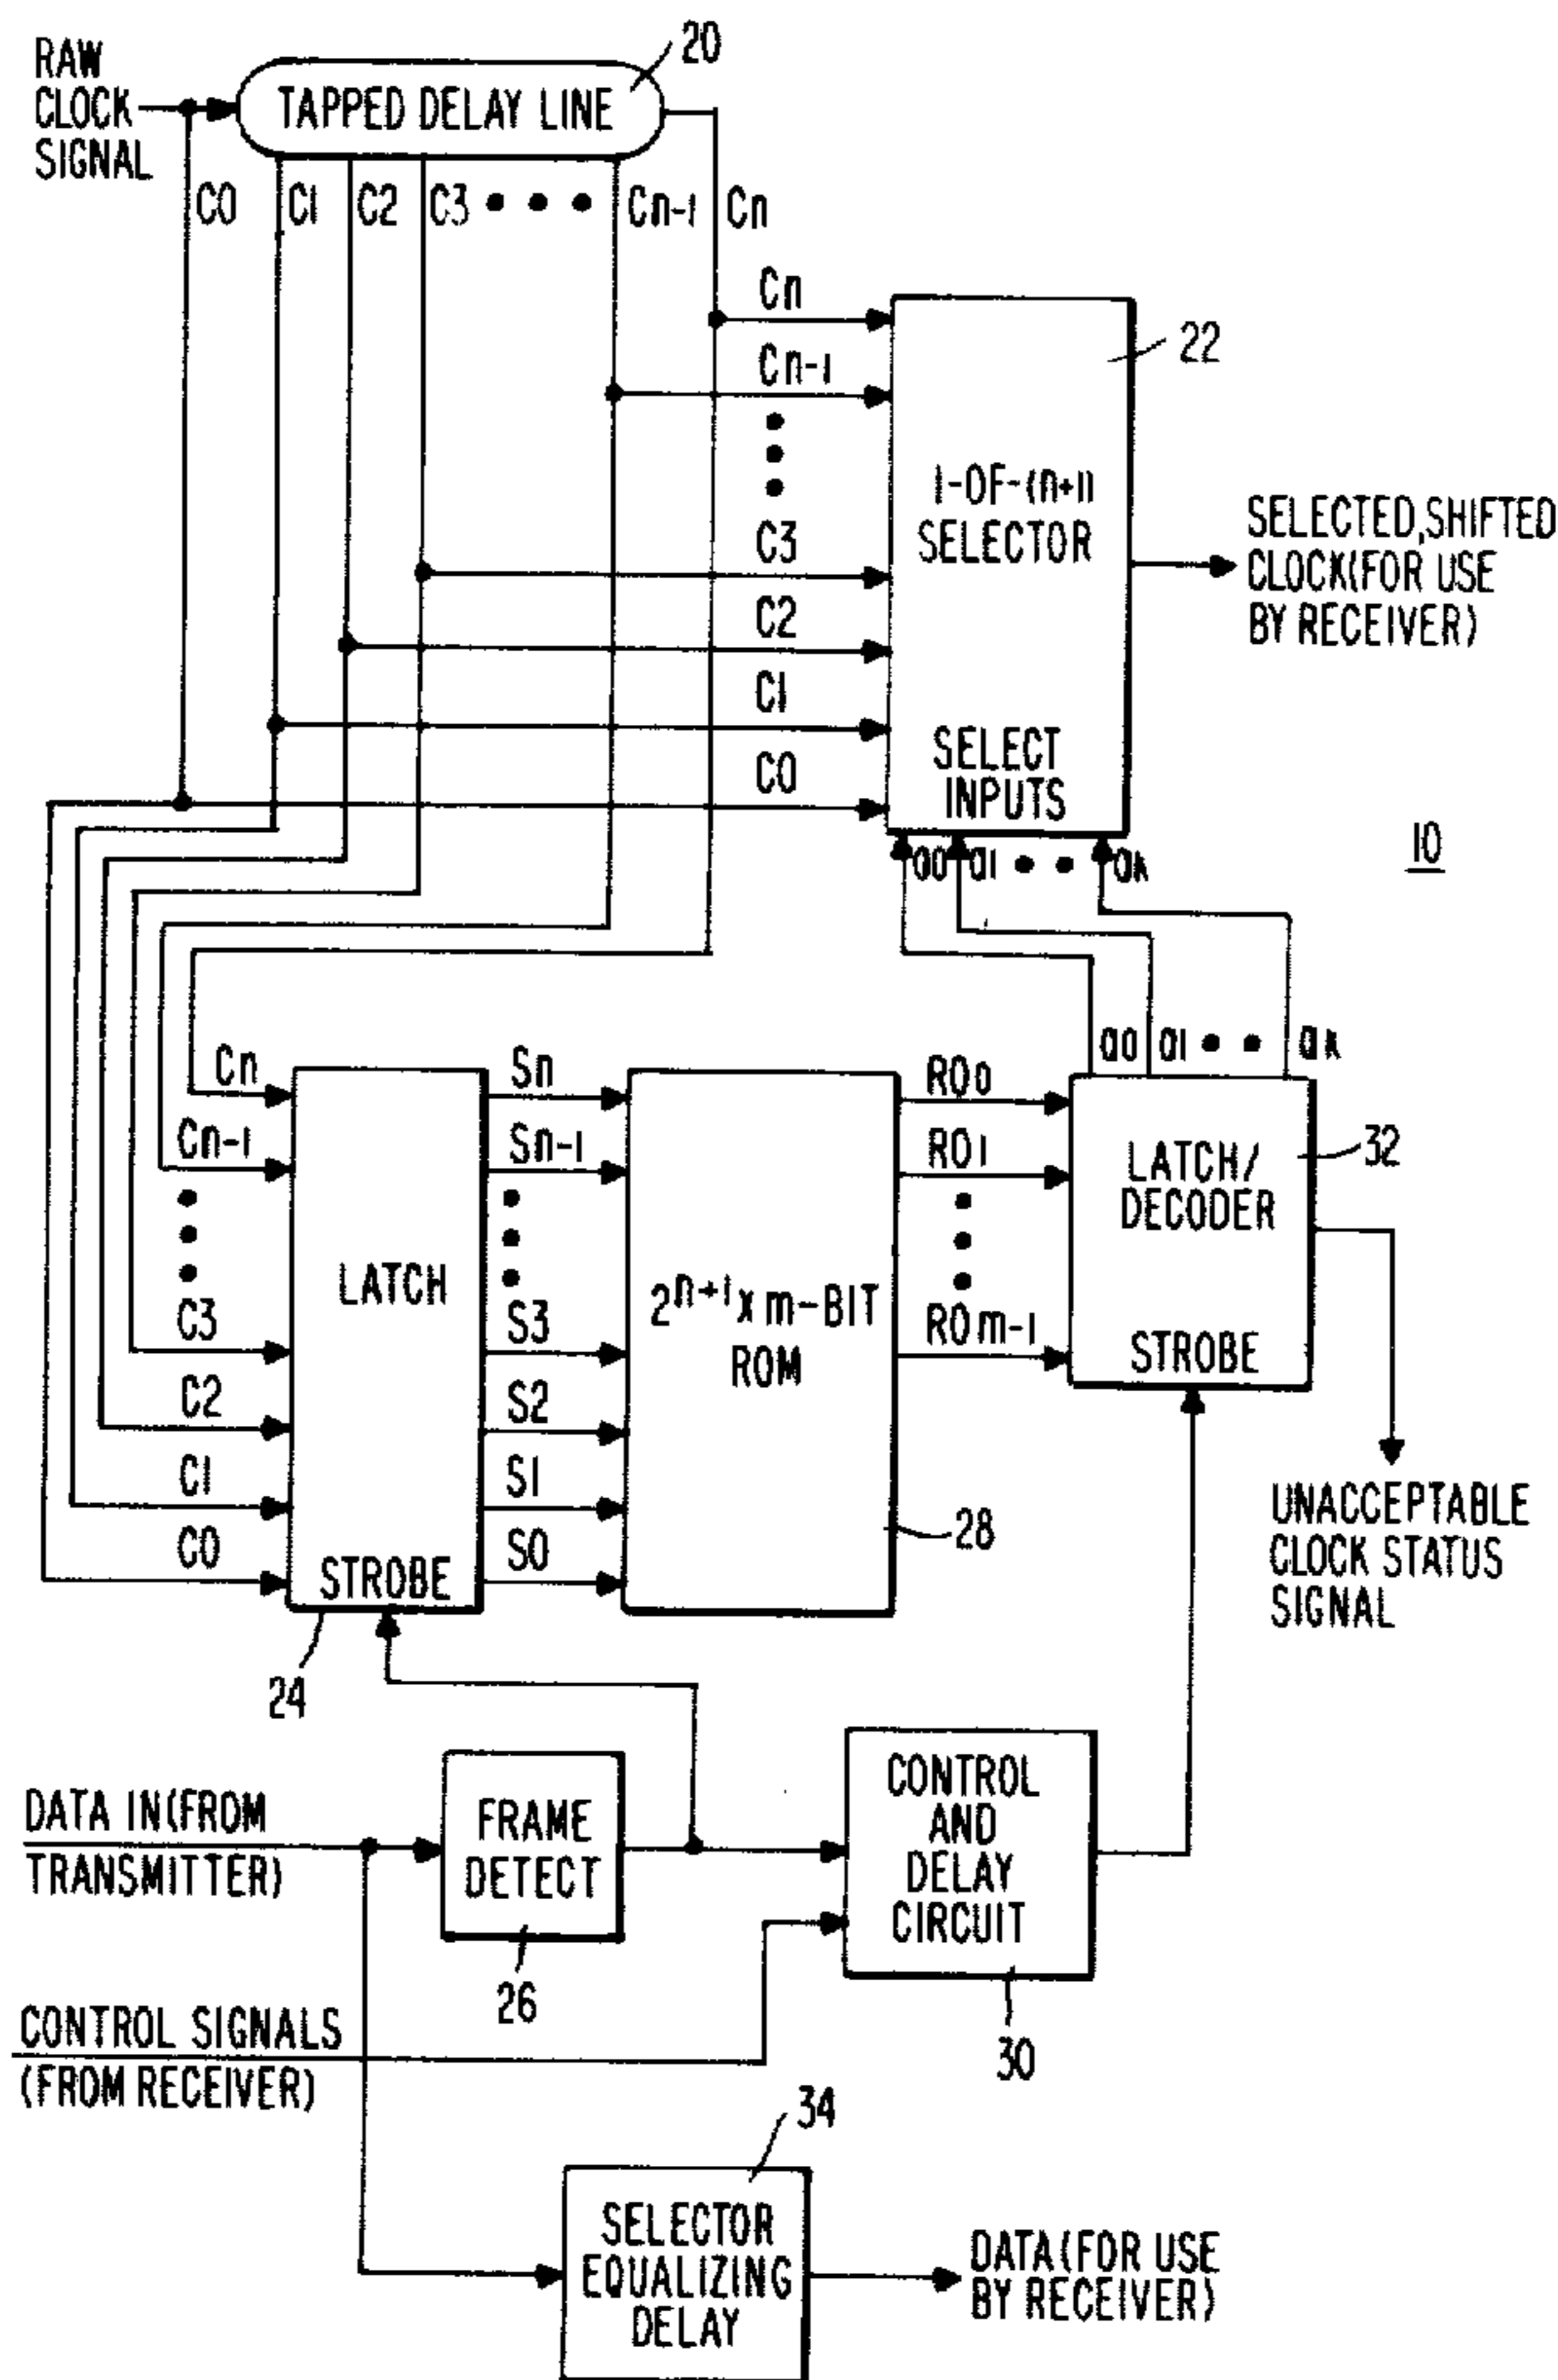 RAW
CLOCK
SIGNAL
TAPPED DELAY LINE
20
C0 C1 C2 C3 • • • Cn-1 Cn
Cn
Cn-1
C3
C2
C1
C0
22
1-OF-(n+1)
SELECTOR
SELECT
INPUTS
SELECTED, SHIFTED
CLOCK (FOR USE
BY RECEIVER)
10
a0 a1 • • ak
a0 a1 • • ak
Cn
Cn-1
C3
C2
C1
C0
LATCH
STROBE
24
Sn
Sn-1
S3
S2
S1
S0
2^n+1 x m-BIT
ROM
28
RO0
RO1
ROm-1
LATCH/
DECODER
STROBE
32
UNACCEPTABLE
CLOCK STATUS
SIGNAL
DATA IN (FROM
TRANSMITTER)
FRAME
DETECT
26
CONTROL
AND
DELAY
CIRCUIT
30
CONTROL SIGNALS
(FROM RECEIVER)
34
SELECTOR
EQUALIZING
DELAY
DATA (FOR USE
BY RECEIVER)